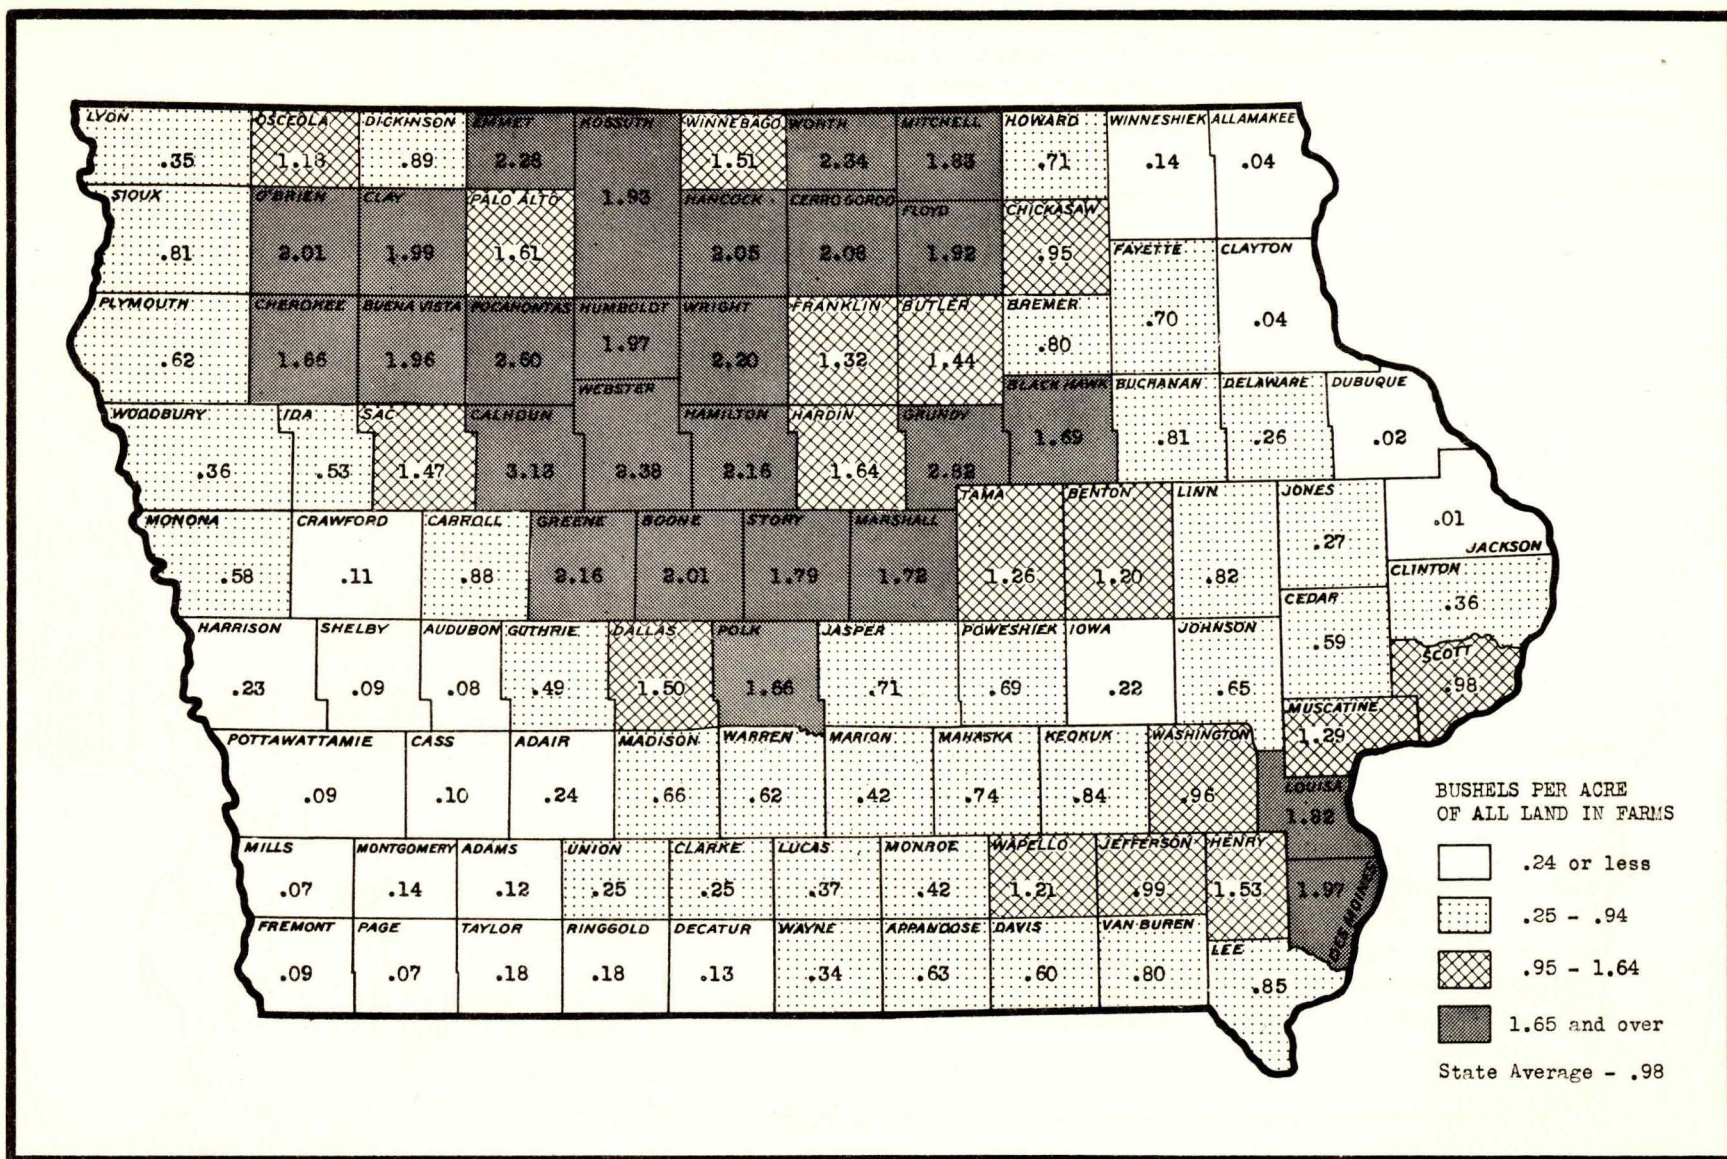 LYON
.35
OSCEOLA
1.18
DICKINSON
.89
EMMET
2.28
KOSSUTH
1.93
WINNEBAGO
1.51
WORTH
2.34
MITCHELL
1.83
HOWARD
.71
WINNESHIEK
.14
ALLAMAKEE
.04
SIOUX
.81
O'BRIEN
2.01
CLAY
1.99
PALO ALTO
1.61
HANCOCK
2.05
CERRO GORDO
2.08
FLOYD
1.92
CHICKASAW
.95
FAYETTE
.70
CLAYTON
.04
PLYMOUTH
.62
CHEROKEE
1.66
BUENA VISTA
1.96
POCAHONTAS
2.60
HUMBOLDT
1.97
WRIGHT
2.20
FRANKLIN
1.32
BUTLER
1.44
BREMER
.80
WOODBURY
.36
IDA
.53
SAC
1.47
CALHOUN
3.13
WEBSTER
2.38
HAMILTON
2.16
HARDIN
1.64
GRUNDY
2.82
BLACK HAWK
1.69
BUCHANAN
.81
DELAWARE
.26
DUBUQUE
.02
MONONA
.58
CRAWFORD
.11
CARROLL
.88
GREENE
2.16
BOONE
2.01
STORY
1.79
MARSHALL
1.72
TAMA
1.26
BENTON
1.20
LINN
.82
JONES
.27
.01
JACKSON
CLINTON
.36
CEDAR
.59
SCOTT
.98
HARRISON
.23
SHELBY
.09
AUDUBON
.08
GUTHRIE
.49
DALLAS
1.50
POLK
1.66
JASPER
.71
POWESHIEK
.69
IOWA
.22
JOHNSON
.65
MUSCATINE
1.29
POTTAWATTAMIE
.09
CASS
.10
ADAIR
.24
MADISON
.66
WARREN
.62
MARION
.42
MAHASKA
.74
KEOKUK
.84
WASHINGTON
.96
LOUISA
1.82
MILLS
.07
MONTGOMERY
.14
ADAMS
.12
UNION
.25
CLARKE
.25
LUCAS
.37
MONROE
.42
WAPELLO
1.21
JEFFERSON
.99
HENRY
1.53
DES MOINES
1.97
FREMONT
.09
PAGE
.07
TAYLOR
.18
RINGGOLD
.18
DECATUR
.13
WAYNE
.34
APPANOOSE
.63
DAVIS
.60
VAN BUREN
.80
LEE
.85
BUSHELS PER ACRE
OF ALL LAND IN FARMS
.24 or less
.25 - .94
.95 - 1.64
1.65 and over
State Average - .98